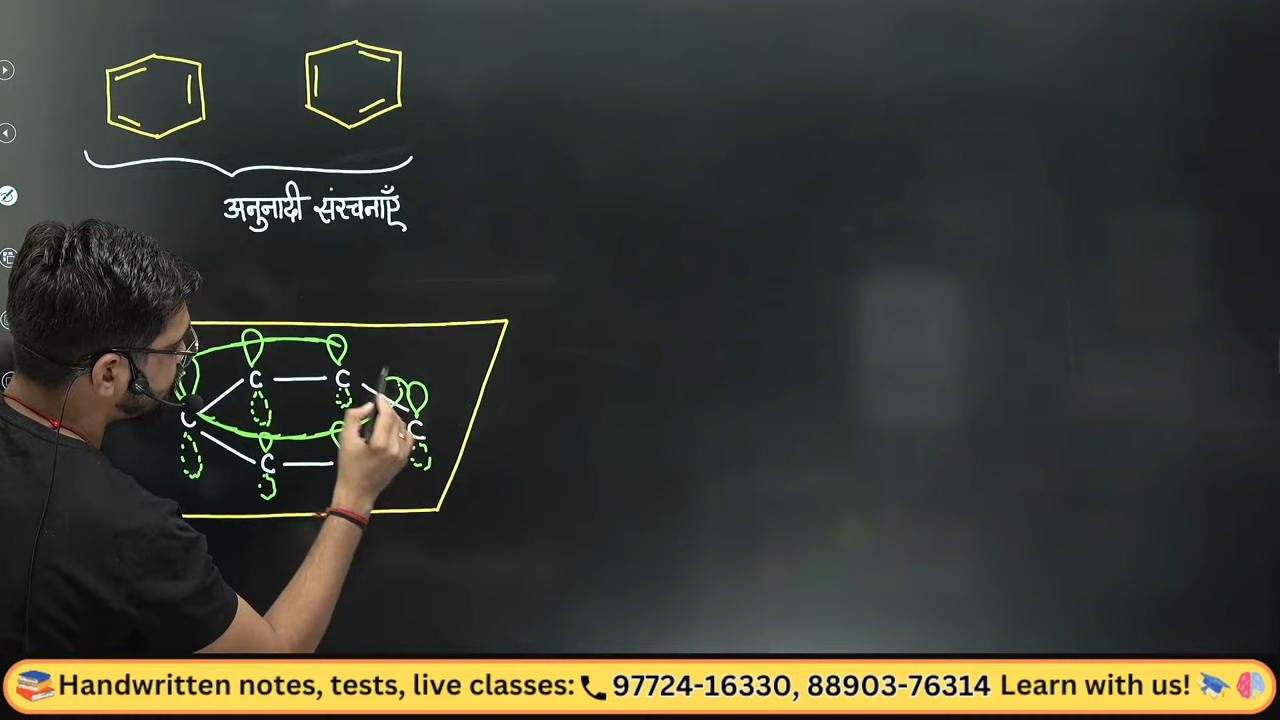 अनुनादी संरचनाएँ
C C
C C
C
Handwritten notes, tests, live classes: 97724-16330, 88903-76314 Learn with us!